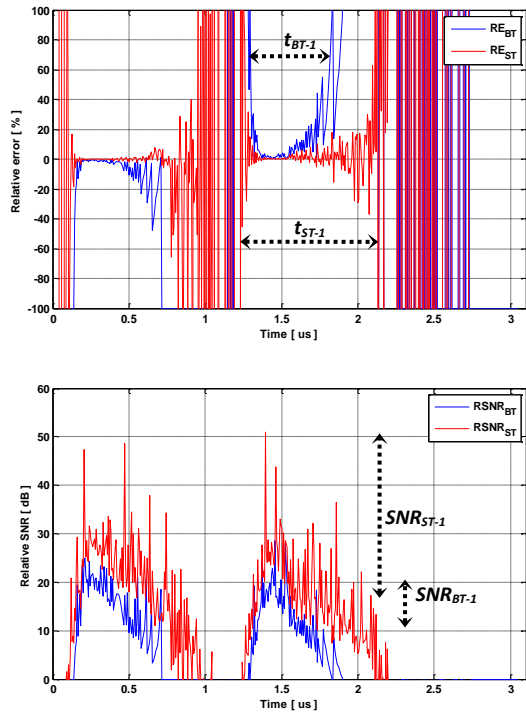 100
80
60
40
20
0
-20
-40
-60
-80
-100
Relative error [ % ]
t_BT-1
RE_BT
RE_ST
t_ST-1
0 0.5 1 1.5 2 2.5 3
Time [ us ]
60
50
40
30
20
10
0
Relative SNR [ dB ]
RSNR_BT
RSNR_ST
SNR_ST-1
SNR_BT-1
0 0.5 1 1.5 2 2.5 3
Time [ us ]